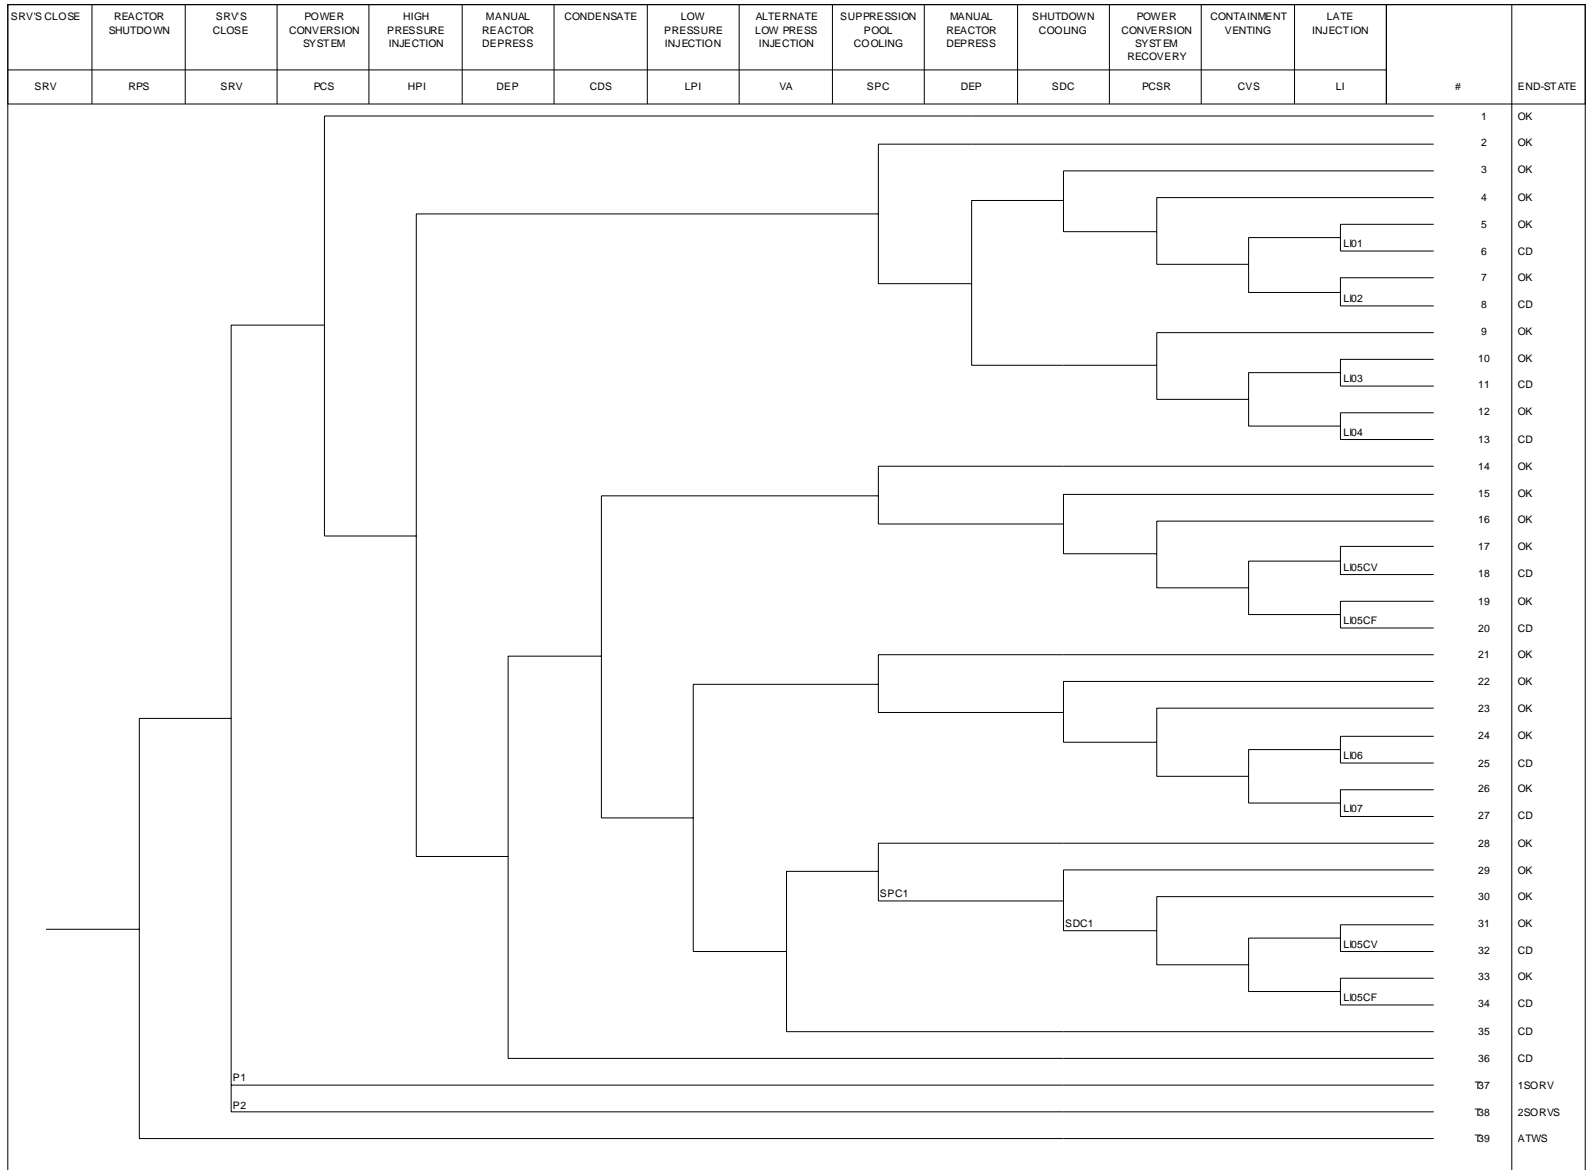 SRV'S CLOSE
REACTOR
SHUTDOWN
SRV'S
CLOSE
POWER
CONVERSION
SYSTEM
HIGH
PRESSURE
INJECTION
MANUAL
REACTOR
DEPRESS
CONDENSATE
LOW
PRESSURE
INJECTION
ALTERNATE
LOW PRESS
INJECTION
SUPPRESSION
POOL
COOLING
MANUAL
REACTOR
DEPRESS
SHUTDOWN
COOLING
POWER
CONVERSION
SYSTEM
RECOVERY
CONTAINMENT
VENTING
LATE
INJECTION
SRV
RPS
SRV
PCS
HPI
DEP
CDS
LPI
VA
SPC
DEP
SDC
PCSR
CVS
LI
#
END-STATE
1 OK
2 OK
3 OK
4 OK
5 OK
LI01
6 CD
7 OK
LI02
8 CD
9 OK
10 OK
LI03
11 CD
12 OK
LI04
13 CD
14 OK
15 OK
16 OK
17 OK
LI05CV
18 CD
19 OK
LI05CF
20 CD
21 OK
22 OK
23 OK
24 OK
LI06
25 CD
26 OK
LI07
27 CD
28 OK
29 OK
SPC1
30 OK
31 OK
SDC1
LI05CV
32 CD
33 OK
LI05CF
34 CD
35 CD
36 CD
P1
T37 1SORV
P2
T38 2SORVS
T39 ATWS